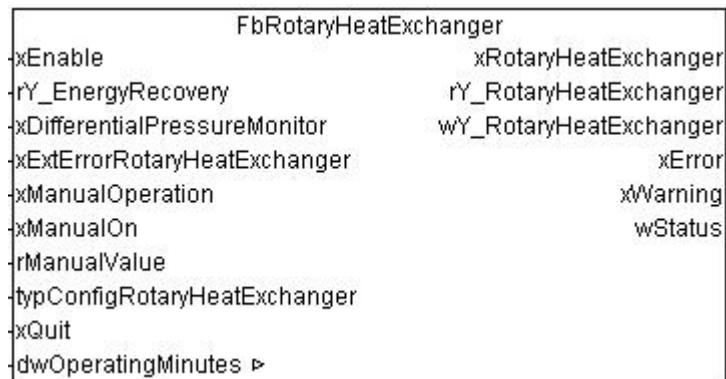 FbRotaryHeatExchanger
xEnable xRotaryHeatExchanger
rY_EnergyRecovery rY_RotaryHeatExchanger
xDifferentialPressureMonitor wY_RotaryHeatExchanger
xExtErrorRotaryHeatExchanger xError
xManualOperation xWarning
xManualOn wStatus
rManualValue
typConfigRotaryHeatExchanger
xQuit
dwOperatingMinutes ▹